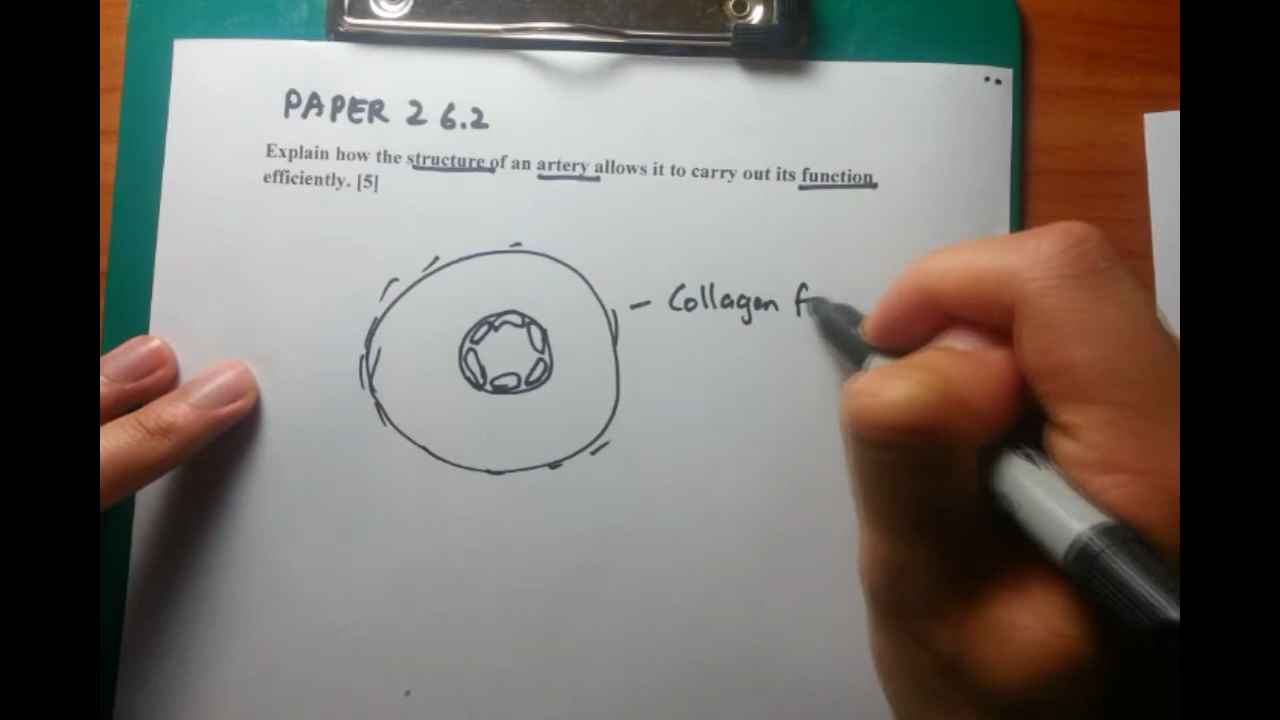 PAPER 2 6.2
Explain how the structure of an artery allows it to carry out its function
efficiently. [5]
- Collagen f